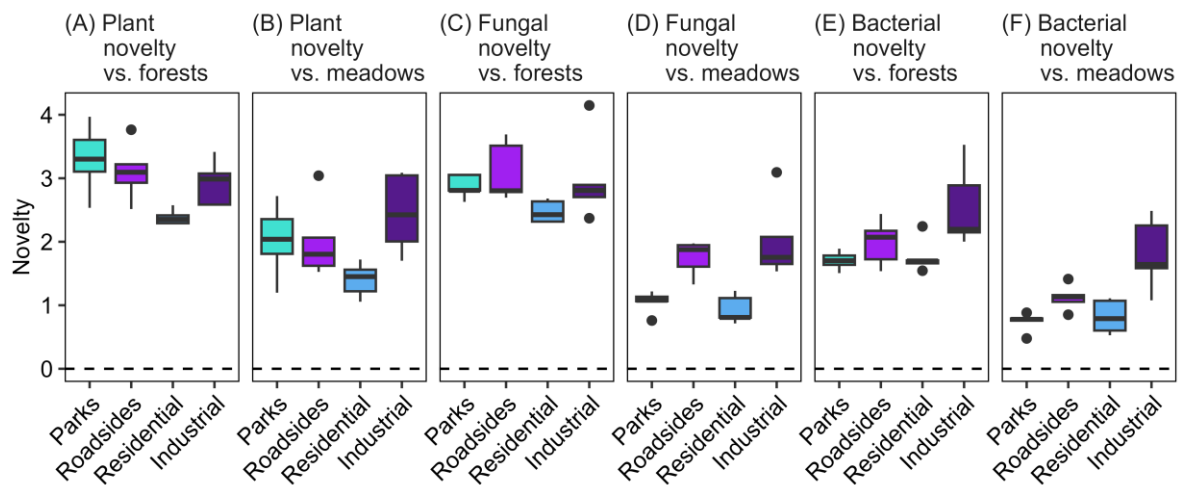 (A) Plant
novelty
vs. forests
(B) Plant
novelty
vs. meadows
(C) Fungal
novelty
vs. forests
(D) Fungal
novelty
vs. meadows
(E) Bacterial
novelty
vs. forests
(F) Bacterial
novelty
vs. meadows
Novelty
4
3
2
1
0
Parks
Roadsides
Residential
Industrial
Parks
Roadsides
Residential
Industrial
Parks
Roadsides
Residential
Industrial
Parks
Roadsides
Residential
Industrial
Parks
Roadsides
Residential
Industrial
Parks
Roadsides
Residential
Industrial